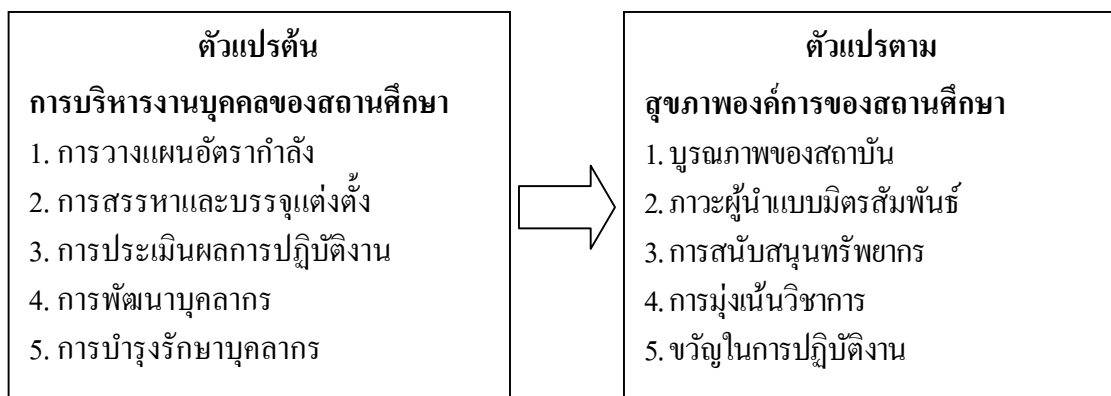 ตัวแปรต้น
การบริหารงานบุคคลของสถานศึกษา
1. การวางแผนอัตรากำลัง
2. การสรรหาและบรรจุแต่งตั้ง
3. การประเมินผลการปฏิบัติงาน
4. การพัฒนาบุคลากร
5. การบำรุงรักษาบุคลากร
ตัวแปรตาม
สุขภาพองค์การของสถานศึกษา
1. บูรณภาพของสถาบัน
2. ภาวะผู้นำแบบมิตรสัมพันธ์
3. การสนับสนุนทรัพยากร
4. การมุ่งเน้นวิชาการ
5. ขวัญในการปฏิบัติงาน